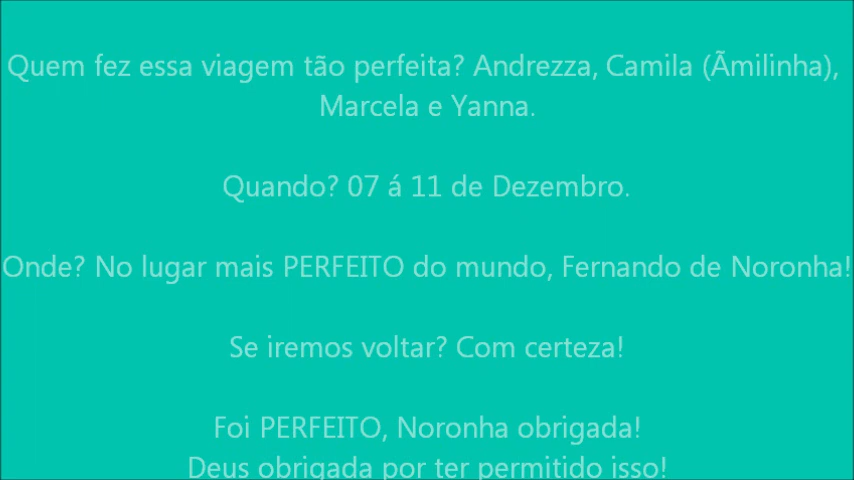 Quem fez essa viagem tão perfeita? Andrezza, Camila (Ãmilinha),
Marcela e Yanna.
Quando? 07 á 11 de Dezembro.
Onde? No lugar mais PERFEITO do mundo, Fernando de Noronha!
Se iremos voltar? Com certeza!
Foi PERFEITO, Noronha obrigada!
Deus obrigada por ter permitido isso!